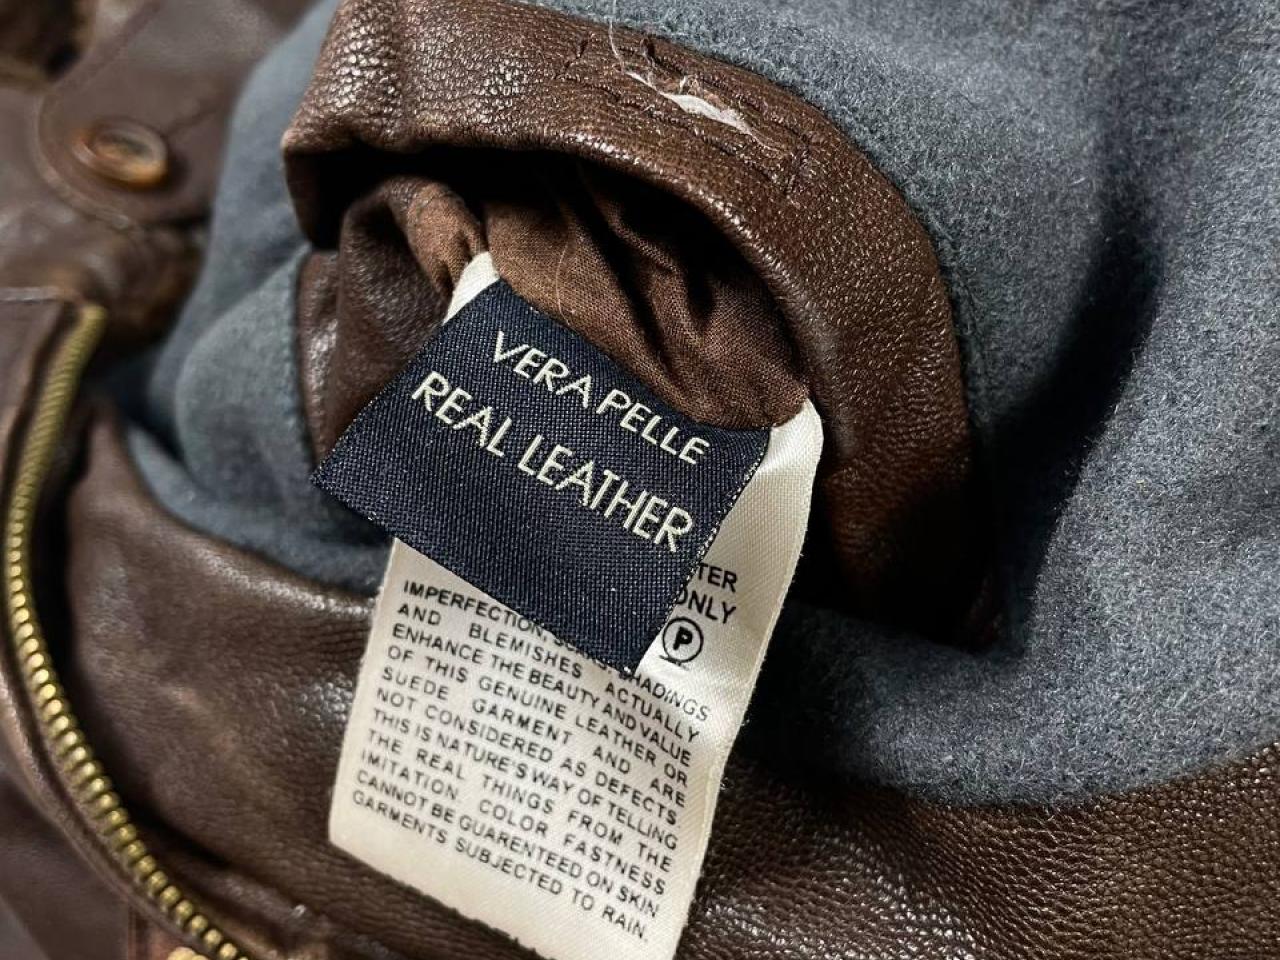 VERA PELLE
REAL LEATHER
TER
ONLY
P
IMPERFECTION,
SHADINGS
AND BLEMISHES ACTUALLY
ENHANCE THE BEAUTY AND VALUE
OF THIS GENUINE LEATHER OR
SUEDE GARMENT AND ARE
NOT CONSIDERED AS DEFECTS
THIS IS NATURE'S WAY OF TELLING
THE REAL THINGS FROM THE
IMITATION COLOR FASTNESS
CANNOT BE GUARENTEED ON SKIN
GARMENTS SUBJECTED TO RAIN.